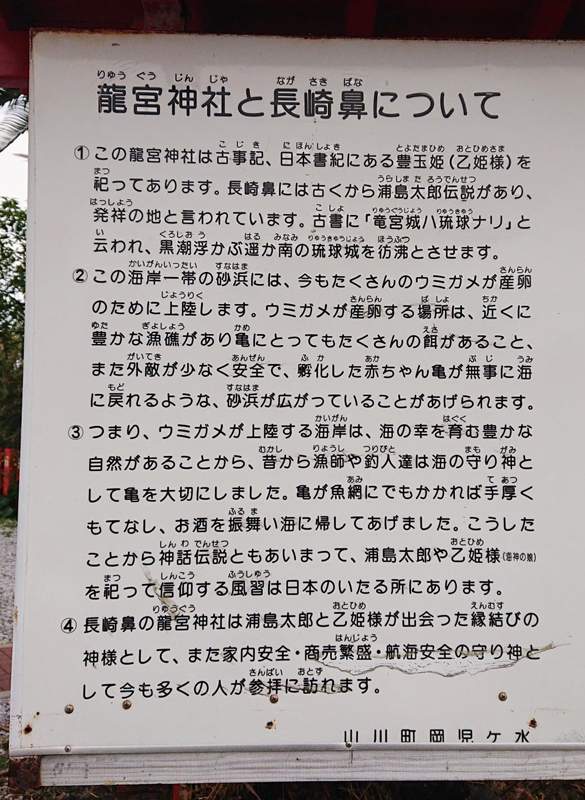 龍宮神社と長崎鼻について
①この龍宮神社は古事記、日本書紀にある豊玉姫(乙姫様)を
祀ってあります。長崎鼻には古くから浦島太郎伝説があり、
発祥の地と言われています。古書に「竜宮城ハ琉球ナリ」と
云われ、黒潮浮かぶ遥か南の琉球城を彷沸とさせます。
②この海岸一帯の砂浜には、今もたくさんのウミガメが産卵
のために上陸します。ウミガメが産卵する場所は、近くに
豊かな漁礁があり亀にとってもたくさんの餌があること、
また外敵が少なく安全で、孵化した赤ちゃん亀が無事に海
に戻れるような、砂浜が広がっていることがあげられます。
③つまり、ウミガメが上陸する海岸は、海の幸を育む豊かな
自然があることから、昔から漁師や釣人達は海の守り神と
して亀を大切にしました。亀が魚網にでもかかれば手厚く
もてなし、お酒を振舞い海に帰してあげました。こうした
ことから神話伝説ともあいまって、浦島太郎や乙姫様(海神の娘)
を祀って信仰する風習は日本のいたる所にあります。
④長崎鼻の龍宮神社は浦島太郎と乙姫様が出会った縁結びの
神様として、また家内安全・商売繁盛・航海安全の守り神と
して今も多くの人が参拝に訪れます。
山川町岡児ケ水